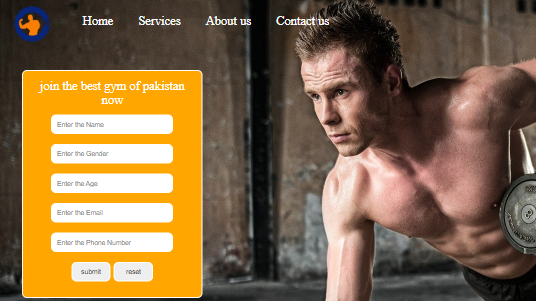 Home Services About us Contact us
join the best gym of pakistan
now
Enter the Name
Enter the Gender
Enter the Age
Enter the Email
Enter the Phone Number
submit reset